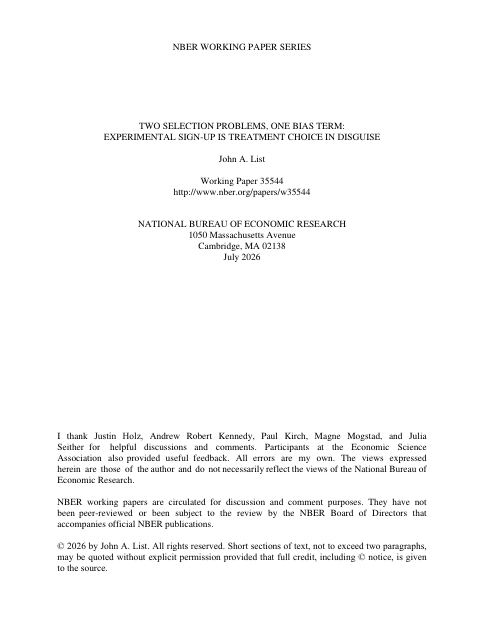 NBER WORKING PAPER SERIES
TWO SELECTION PROBLEMS, ONE BIAS TERM:
EXPERIMENTAL SIGN-UP IS TREATMENT CHOICE IN DISGUISE
John A. List
Working Paper 35544
http://www.nber.org/papers/w35544
NATIONAL BUREAU OF ECONOMIC RESEARCH
1050 Massachusetts Avenue
Cambridge, MA 02138
July 2026
I thank Justin Holz, Andrew Robert Kennedy, Paul Kirch, Magne Mogstad, and Julia
Seither for helpful discussions and comments. Participants at the Economic Science
Association also provided useful feedback. All errors are my own. The views expressed
herein are those of the author and do not necessarily reflect the views of the National Bureau of
Economic Research.
NBER working papers are circulated for discussion and comment purposes. They have not
been peer-reviewed or been subject to the review by the NBER Board of Directors that
accompanies official NBER publications.
© 2026 by John A. List. All rights reserved. Short sections of text, not to exceed two paragraphs,
may be quoted without explicit permission provided that full credit, including © notice, is given
to the source.